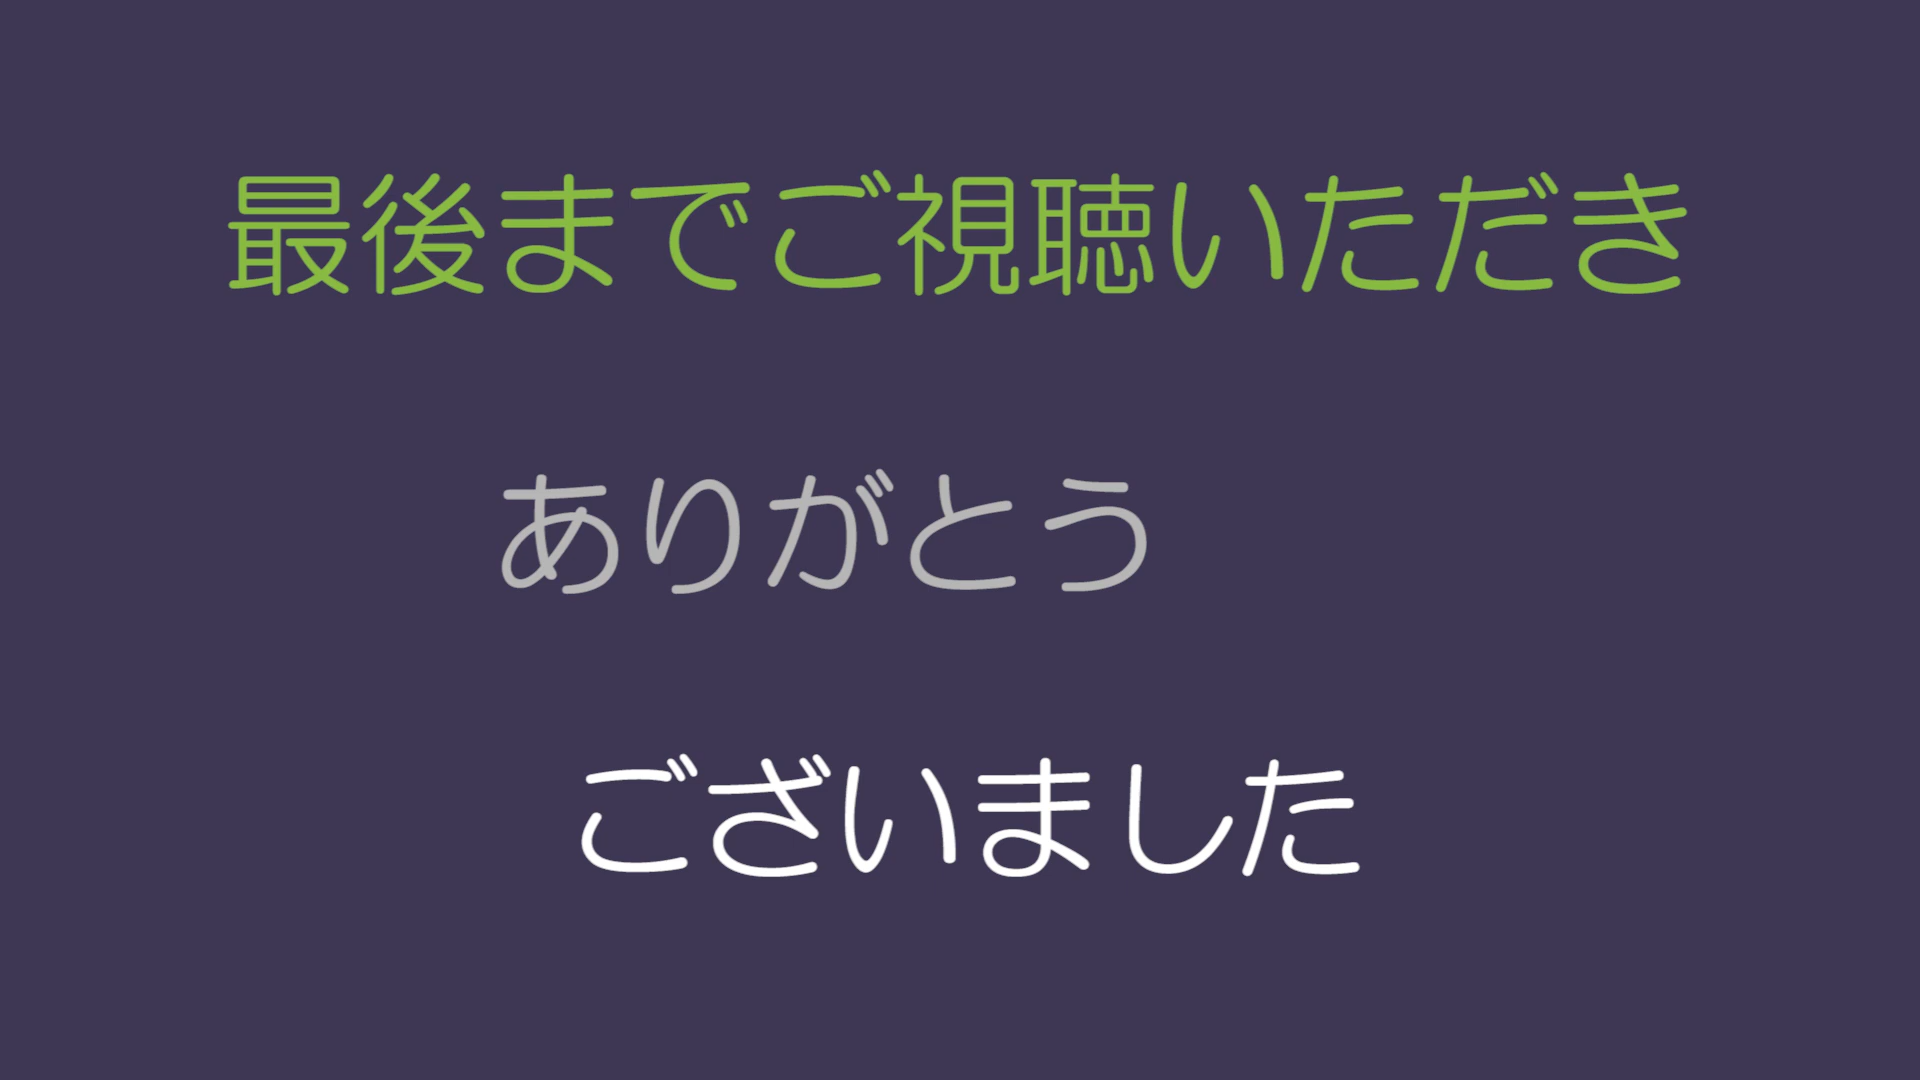 最後までご視聴いただき
ありがとう
ございました